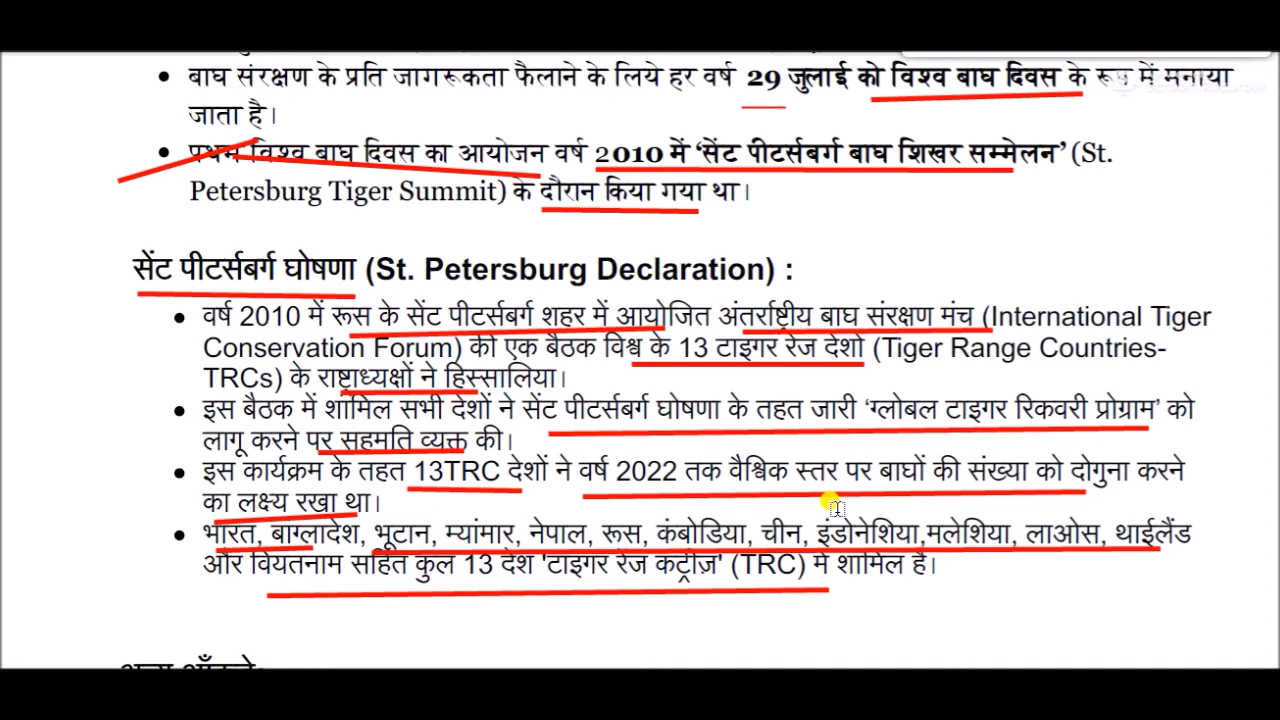 बाघ संरक्षण के प्रति जागरूकता फैलाने के लिये हर वर्ष 29 जुलाई को विश्व बाघ दिवस के रूप में मनाया
जाता है।
प्रथम विश्व बाघ दिवस का आयोजन वर्ष 2010 में ‘सेंट पीटर्सबर्ग बाघ शिखर सम्मेलन’ (St.
Petersburg Tiger Summit) के दौरान किया गया था।
सेंट पीटर्सबर्ग घोषणा (St. Petersburg Declaration) :
वर्ष 2010 में रूस के सेंट पीटर्सबर्ग शहर में आयोजित अंतर्राष्ट्रीय बाघ संरक्षण मंच (International Tiger
Conservation Forum) की एक बैठक विश्व के 13 टाइगर रेंज देशो (Tiger Range Countries-
TRCs) के राष्ट्राध्यक्षों ने हिस्सालिया।
इस बैठक में शामिल सभी देशों ने सेंट पीटर्सबर्ग घोषणा के तहत जारी ‘ग्लोबल टाइगर रिकवरी प्रोग्राम’ को
लागू करने पर सहमति व्यक्त की।
इस कार्यक्रम के तहत 13TRC देशों ने वर्ष 2022 तक वैश्विक स्तर पर बाघों की संख्या को दोगुना करने
का लक्ष्य रखा था।
भारत, बाग्लादेश, भूटान, म्यांमार, नेपाल, रूस, कंबोडिया, चीन, इंडोनेशिया,मलेशिया, लाओस, थाईलैंड
और वियतनाम सहित कुल 13 देश 'टाइगर रेंज कंट्रीज़' (TRC) में शामिल है।